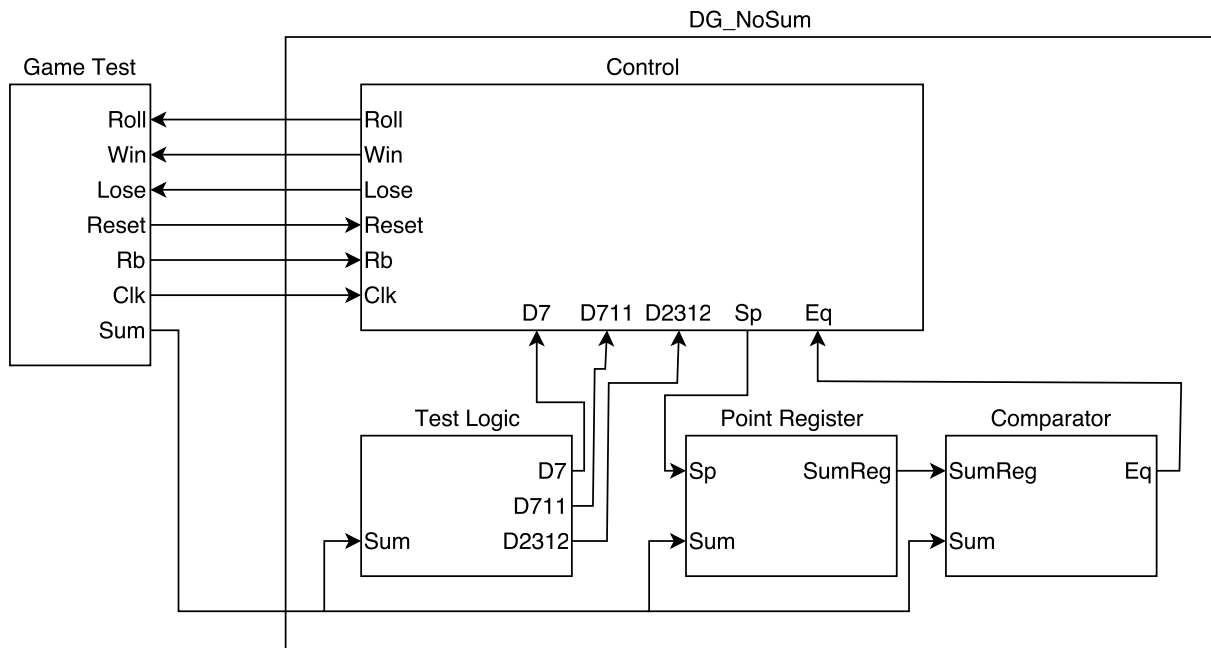 DG_NoSum
Game Test
Control
Roll
Roll
Win
Win
Lose
Lose
Reset
Reset
Rb
Rb
Clk
Clk
Sum
D7 D711 D2312 Sp Eq
Test Logic
Point Register
Comparator
D7
D711
D2312
Sum
Sp
SumReg
Sum
SumReg
Eq
Sum